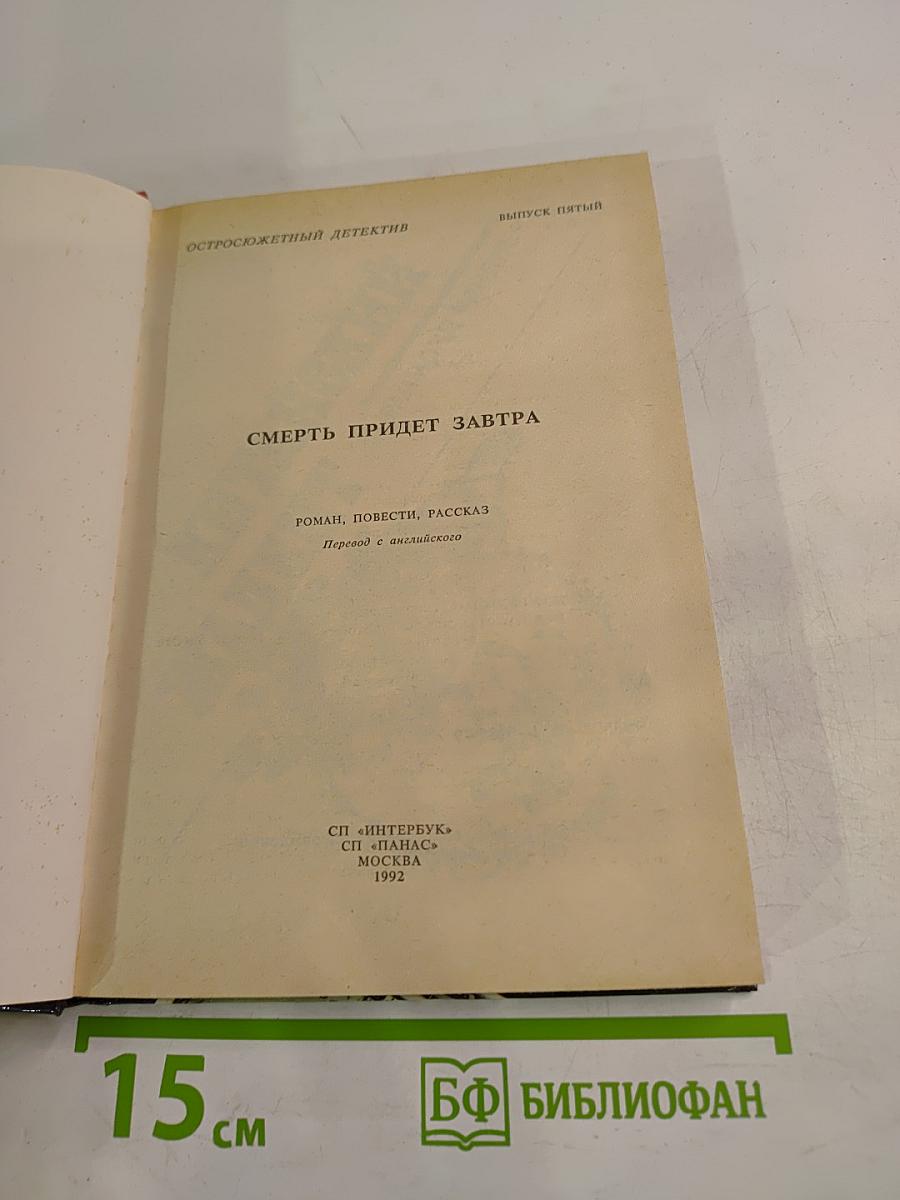 ОСТРОСЮЖЕТНЫЙ ДЕТЕКТИВ
ВЫПУСК ПЯТЫЙ
СМЕРТЬ ПРИДЕТ ЗАВТРА
РОМАН, ПОВЕСТИ, РАССКАЗ
Перевод с английского
СП «ИНТЕРБУК»
СП «ПАНАС»
МОСКВА
1992
15 см
БФ БИБЛИОФАН